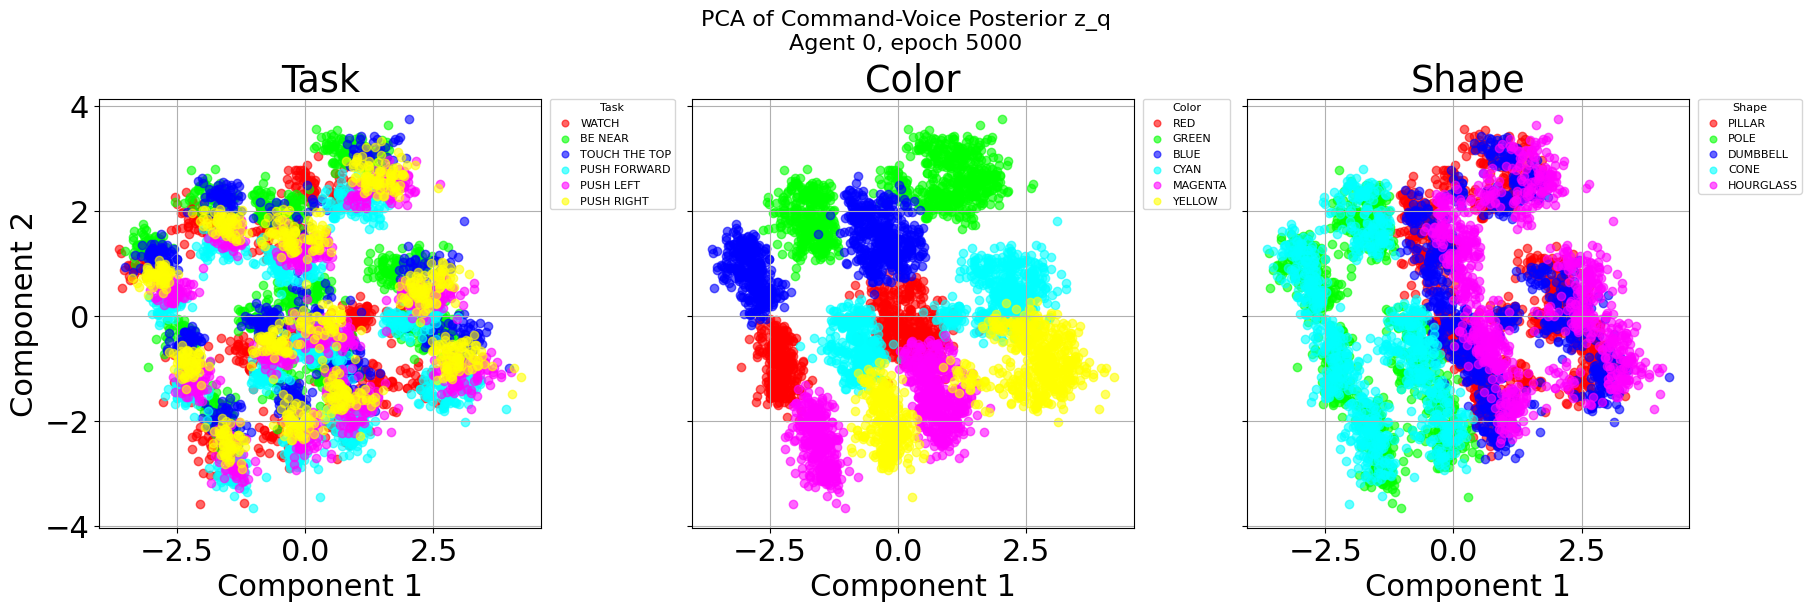 PCA of Command-Voice Posterior z_q
Agent 0, epoch 5000
Task
Color
Shape
Component 2
4
2
0
−2
−4
−2.5
0.0
2.5
Component 1
Task
WATCH
BE NEAR
TOUCH THE TOP
PUSH FORWARD
PUSH LEFT
PUSH RIGHT
−2.5
0.0
2.5
Component 1
Color
RED
GREEN
BLUE
CYAN
MAGENTA
YELLOW
−2.5
0.0
2.5
Component 1
Shape
PILLAR
POLE
DUMBBELL
CONE
HOURGLASS